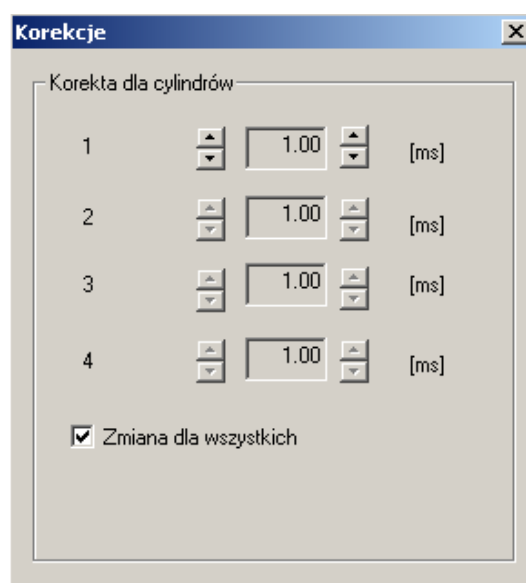 Korekcje
Korekta dla cylindrów
1 1.00 [ms]
2 1.00 [ms]
3 1.00 [ms]
4 1.00 [ms]
Zmiana dla wszystkich